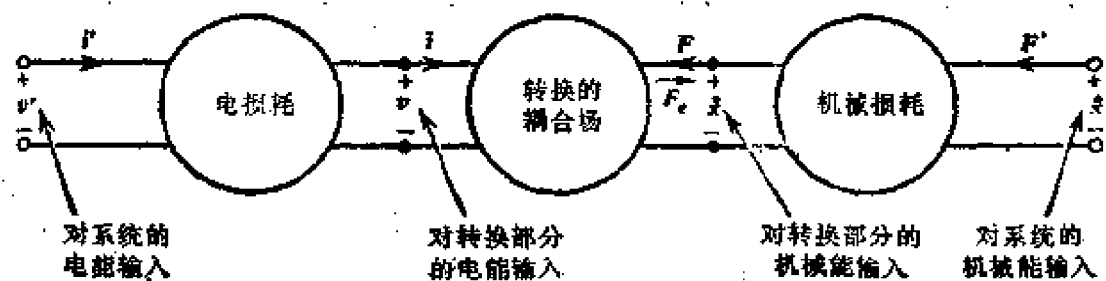 i'
i
F
F'
+
v'
−
电损耗
+
v
−
转换的
耦合场
F_e
+
ẋ
−
机械损耗
+
ẋ
−
对系统的
电能输入
对转换部分
的电能输入
对转换部分的
机械能输入
对系统的
机械能输入